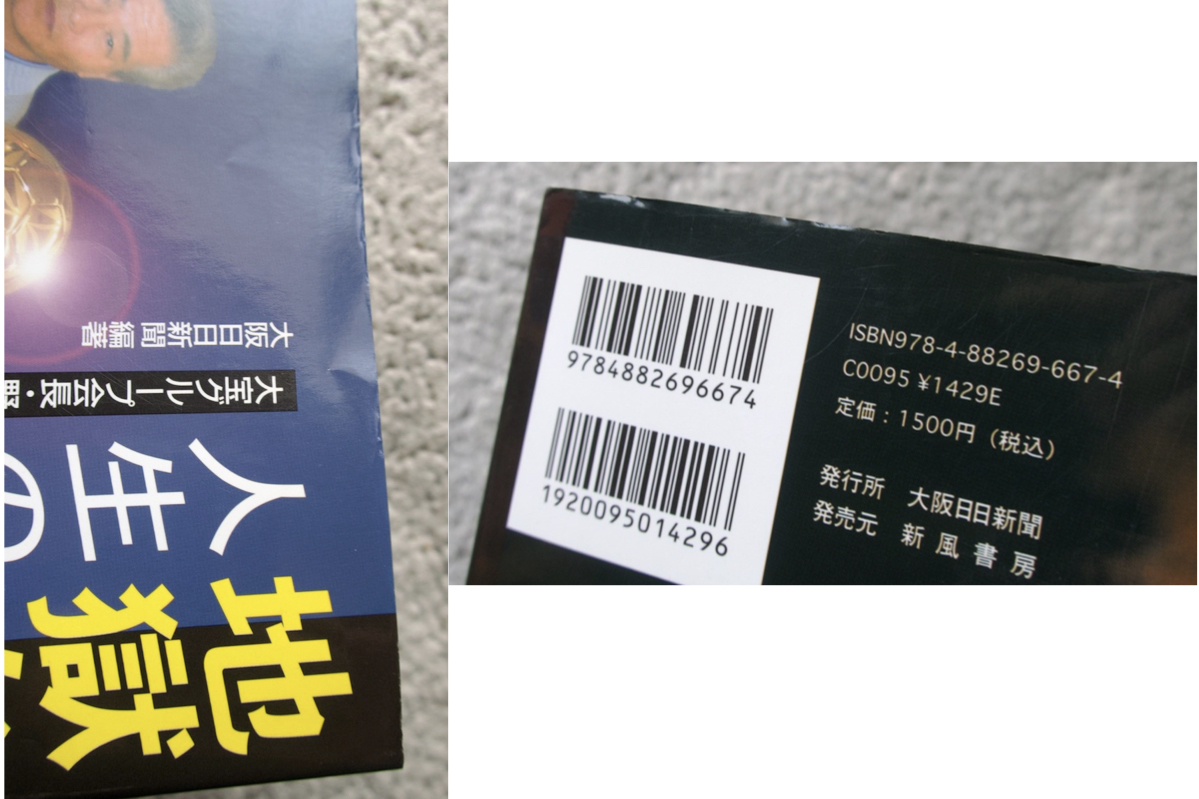 地獄
人生の
大宝グループ会長・
大阪日日新聞 編著
9784882696674
1920095014296
ISBN978-4-88269-667-4
C0095 ¥1429E
定価：1500円（税込）
発行所　大阪日日新聞
発売元　新風書房